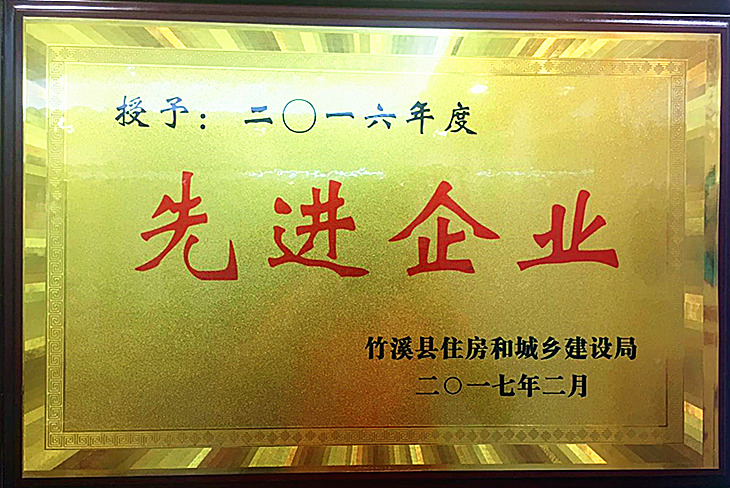 授予：二〇一六年度
先进企业
竹溪县住房和城乡建设局
二〇一七年二月